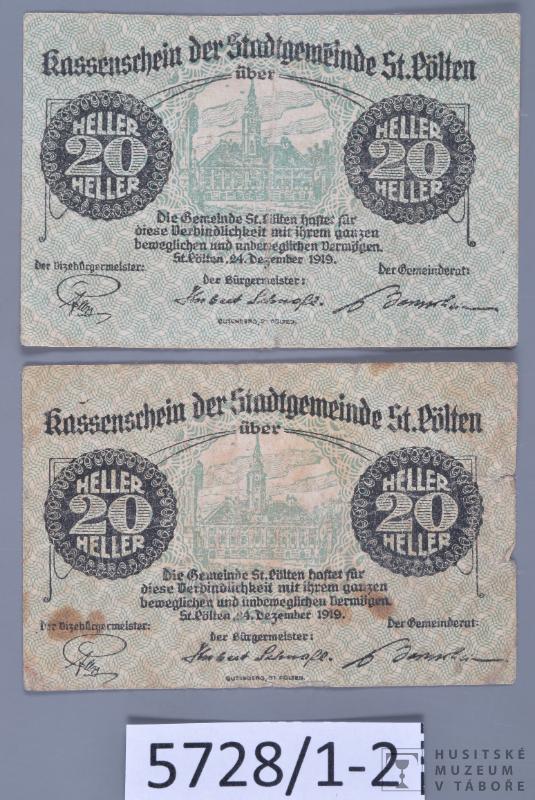 Kassenschein der Stadtgemeinde St. Pölten
über
HELLER
20
HELLER
HELLER
20
HELLER
Die Gemeinde St. Pölten haftet für
diese Verbindlichkeit mit ihrem ganzen
beweglichen und unbeweglichen Vermögen.
St. Pölten, 24. Dezember 1919.
Der Vizebürgermeister:
Der Bürgermeister:
Der Gemeinderat:
GUTENBERG, ST. PÖLTEN.
Kassenschein der Stadtgemeinde St. Pölten
über
HELLER
20
HELLER
HELLER
20
HELLER
Die Gemeinde St. Pölten haftet für
diese Verbindlichkeit mit ihrem ganzen
beweglichen und unbeweglichen Vermögen.
St. Pölten, 24. Dezember 1919.
Der Vizebürgermeister:
Der Bürgermeister:
Der Gemeinderat:
GUTENBERG, ST. PÖLTEN.
5728/1-2
HUSITSKÉ
MUZEUM
V TÁBOŘE